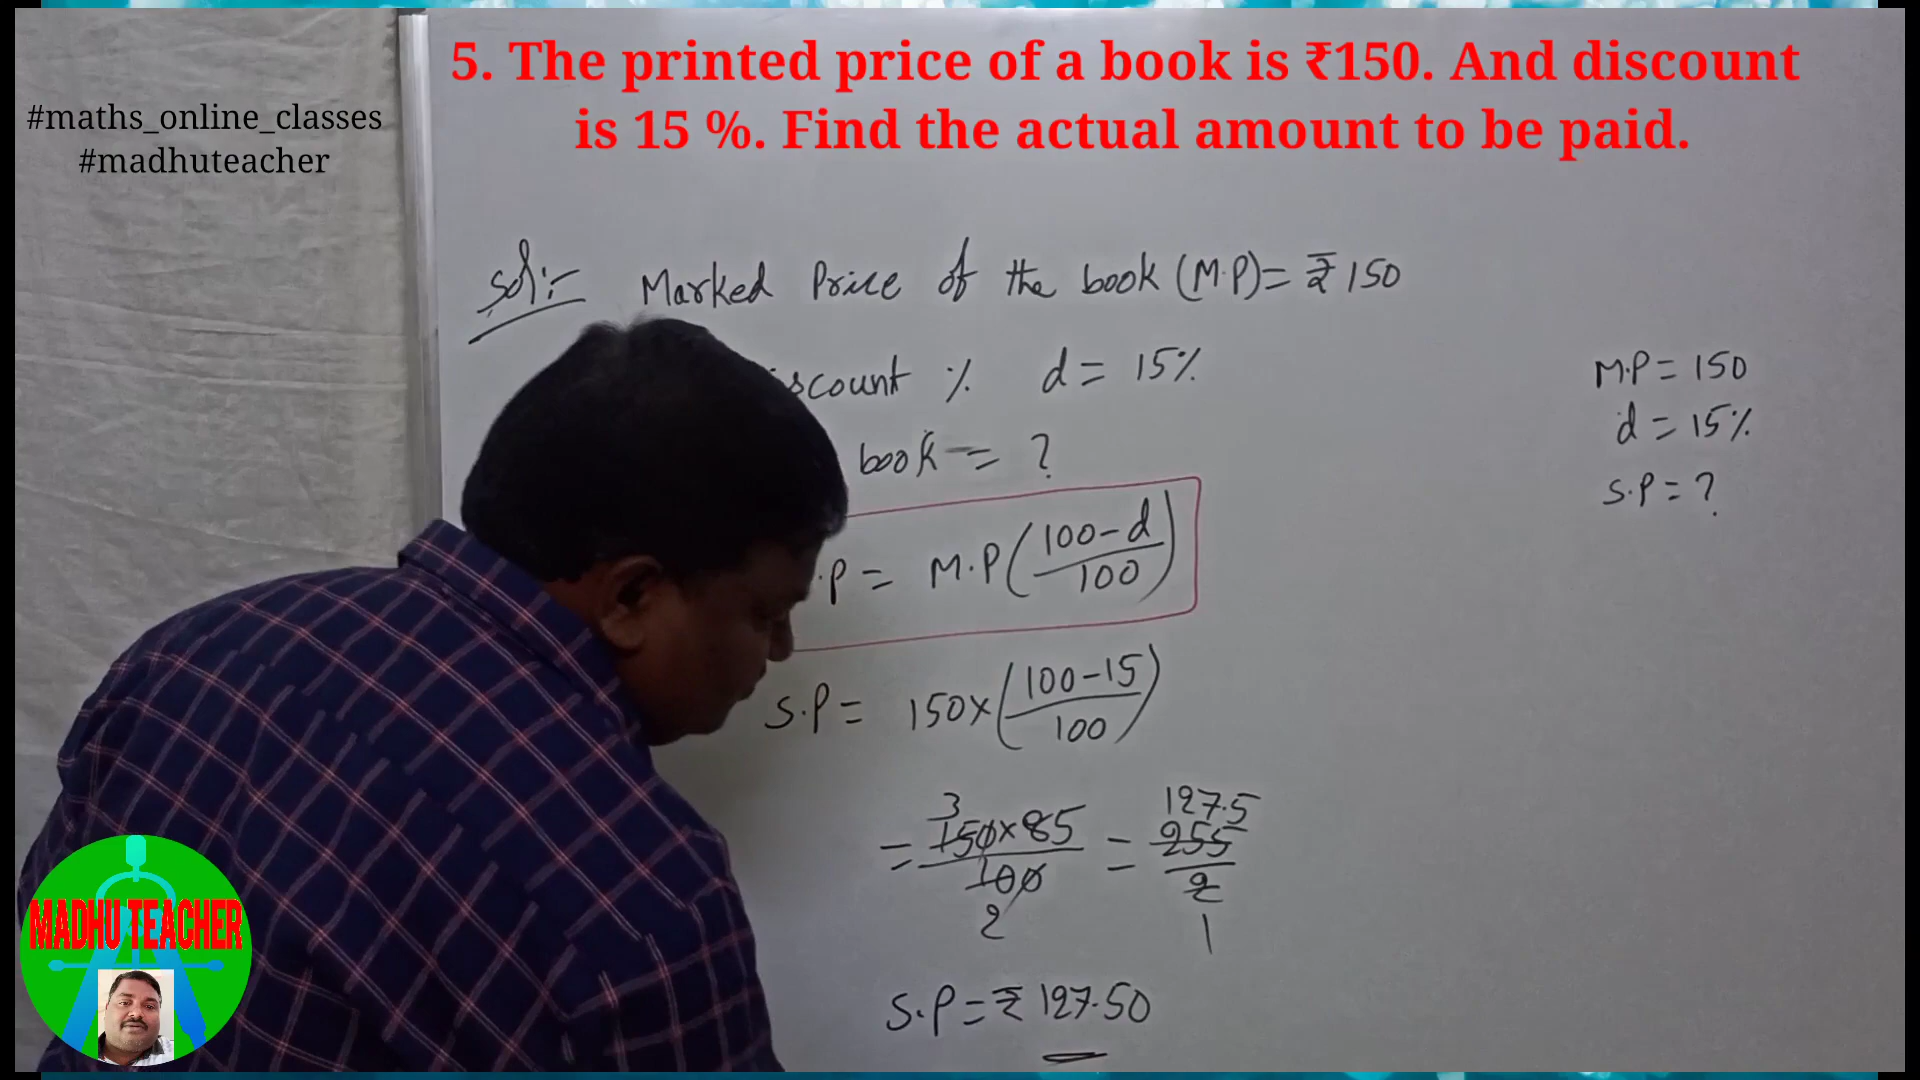 5. The printed price of a book is ₹150. And discount
is 15 %. Find the actual amount to be paid.
#maths_online_classes
#madhuteacher
Sol:- Marked Price of the book (M.P)= ₹ 150
iscount % d = 15%
book = ?
.P = M.P(100-d/100)
S.P = 150×(100-15/100)
= 150×85/100 = 255/2
3
2
127.5
1
S.P = ₹ 127.50
M.P = 150
d = 15%
S.P = ?
MADHU TEACHER